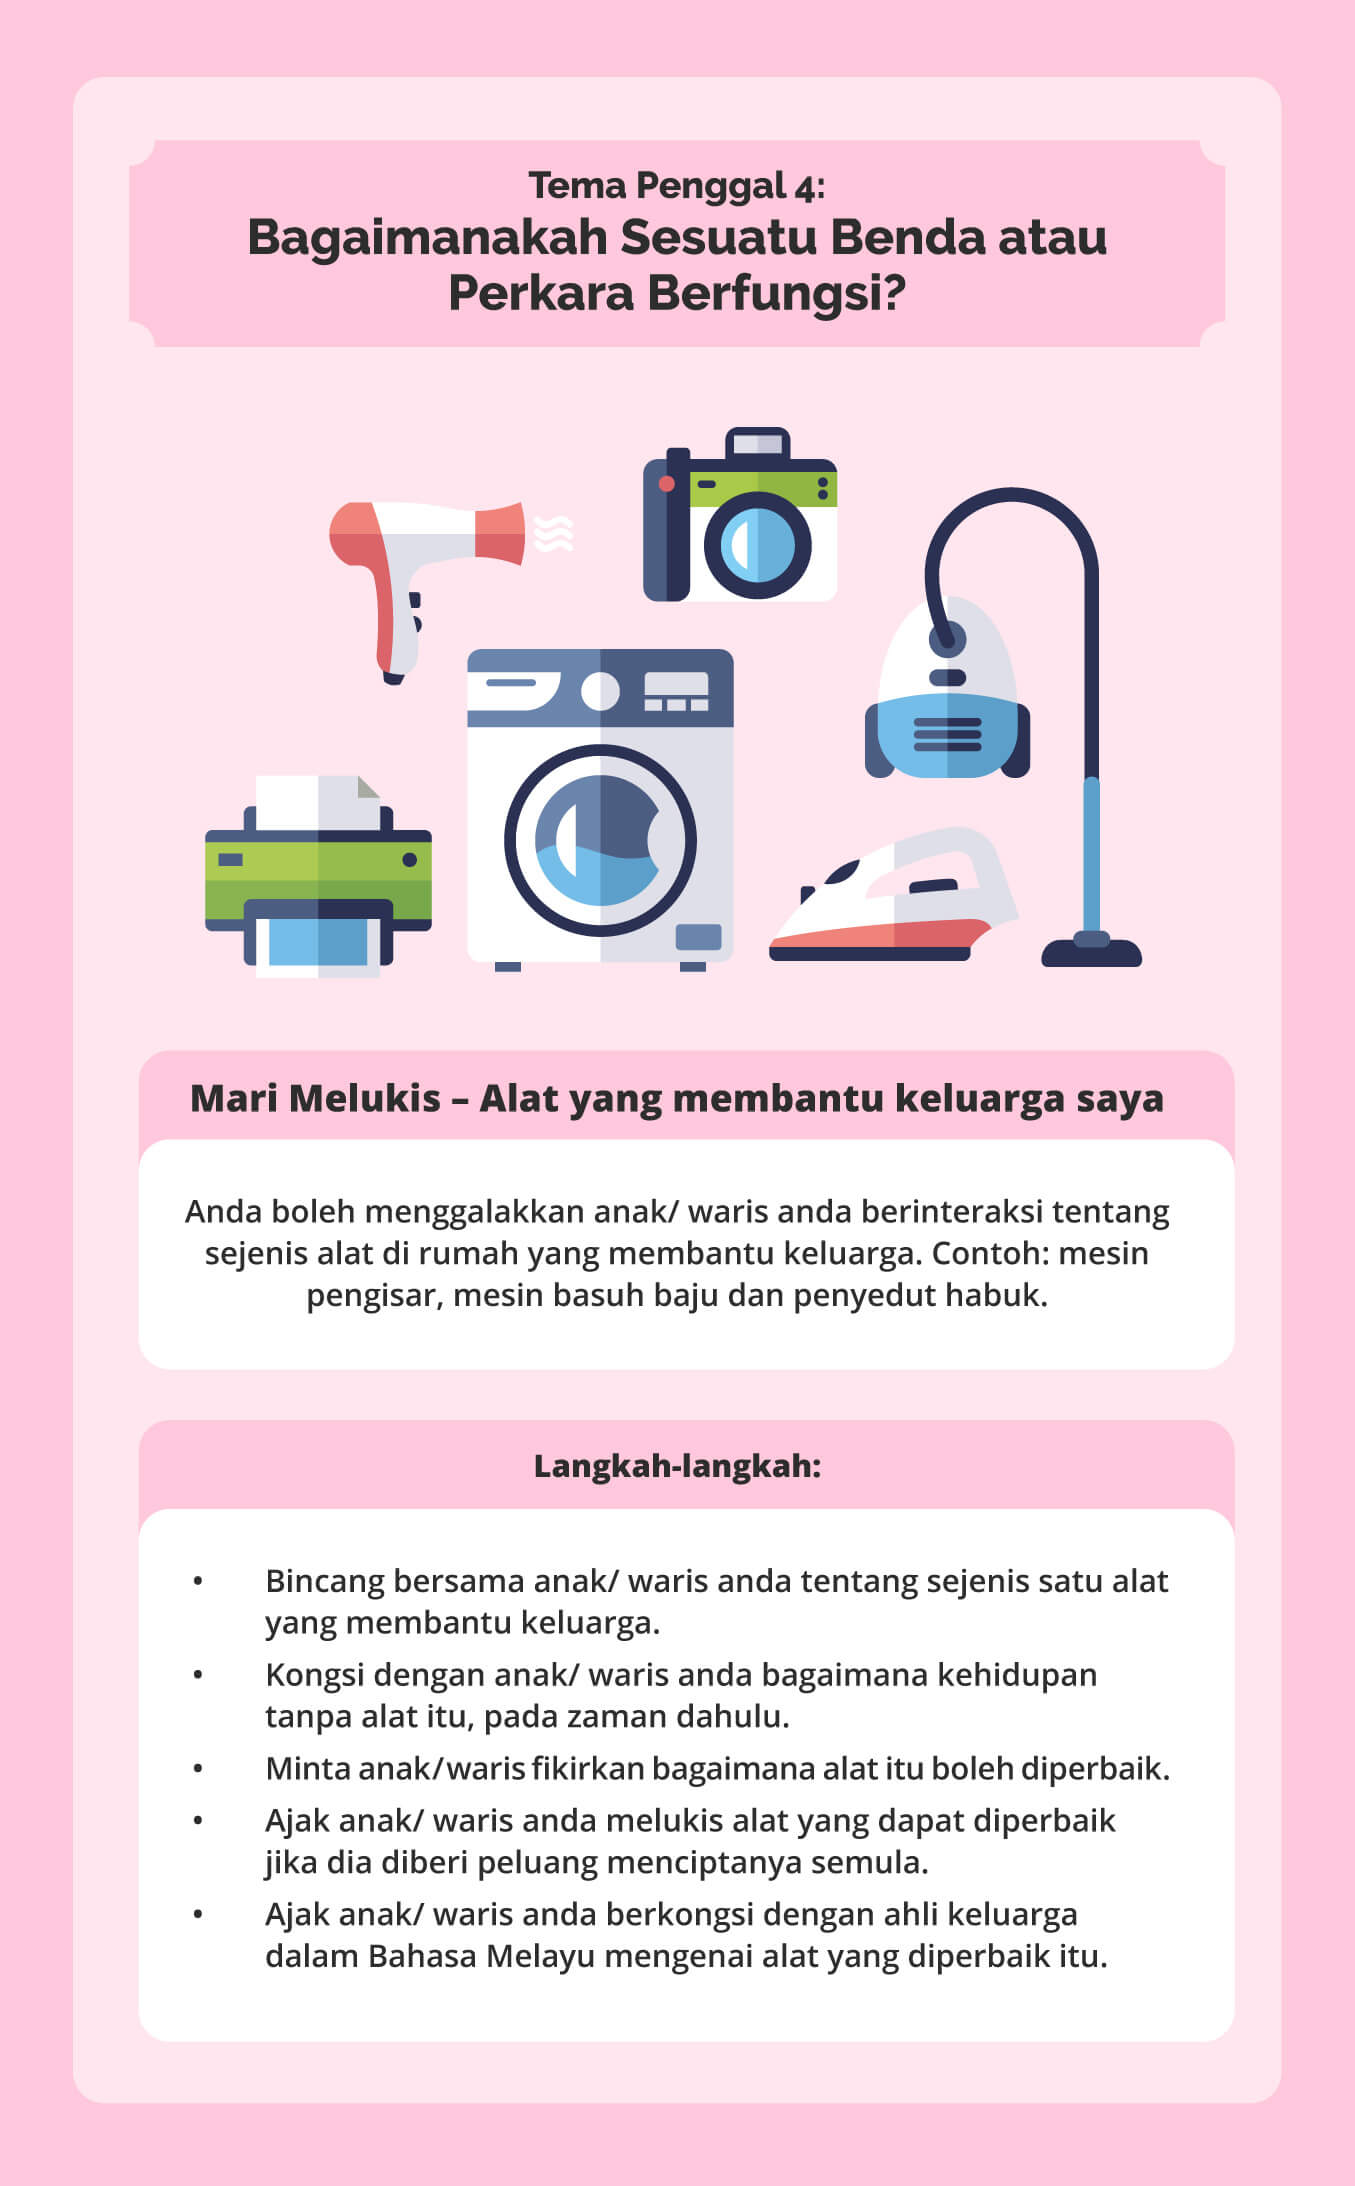 Tema Penggal 4:
Bagaimanakah Sesuatu Benda atau
Perkara Berfungsi?
Mari Melukis – Alat yang membantu keluarga saya
Anda boleh menggalakkan anak/ waris anda berinteraksi tentang
sejenis alat di rumah yang membantu keluarga. Contoh: mesin
pengisar, mesin basuh baju dan penyedut habuk.
Langkah-langkah:
• Bincang bersama anak/ waris anda tentang sejenis satu alat
yang membantu keluarga.
• Kongsi dengan anak/ waris anda bagaimana kehidupan
tanpa alat itu, pada zaman dahulu.
• Minta anak/waris fikirkan bagaimana alat itu boleh diperbaik.
• Ajak anak/ waris anda melukis alat yang dapat diperbaik
jika dia diberi peluang menciptanya semula.
• Ajak anak/ waris anda berkongsi dengan ahli keluarga
dalam Bahasa Melayu mengenai alat yang diperbaik itu.